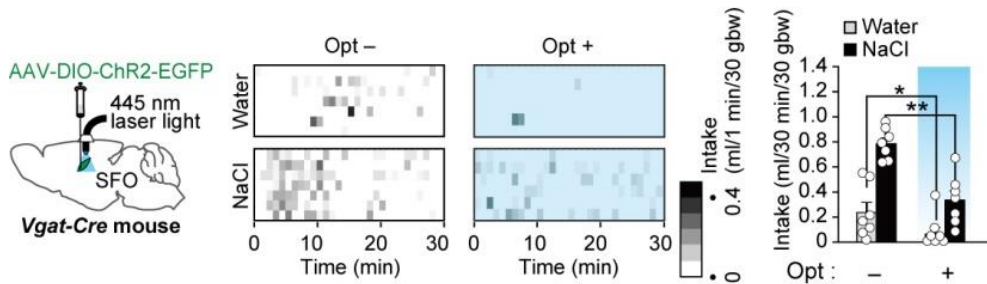 AAV-DIO-ChR2-EGFP
445 nm
laser light
SFO
Vgat-Cre mouse
Opt –
Opt +
Water
NaCl
0
10
20
30
Time (min)
0
10
20
30
Time (min)
Intake
(ml/1 min/30 gbw)
0.4
0
Water
NaCl
Intake (ml/30 min/30 gbw)
1.4
1.2
1.0
0.8
0.6
0.4
0.2
0
*
**
Opt : – +